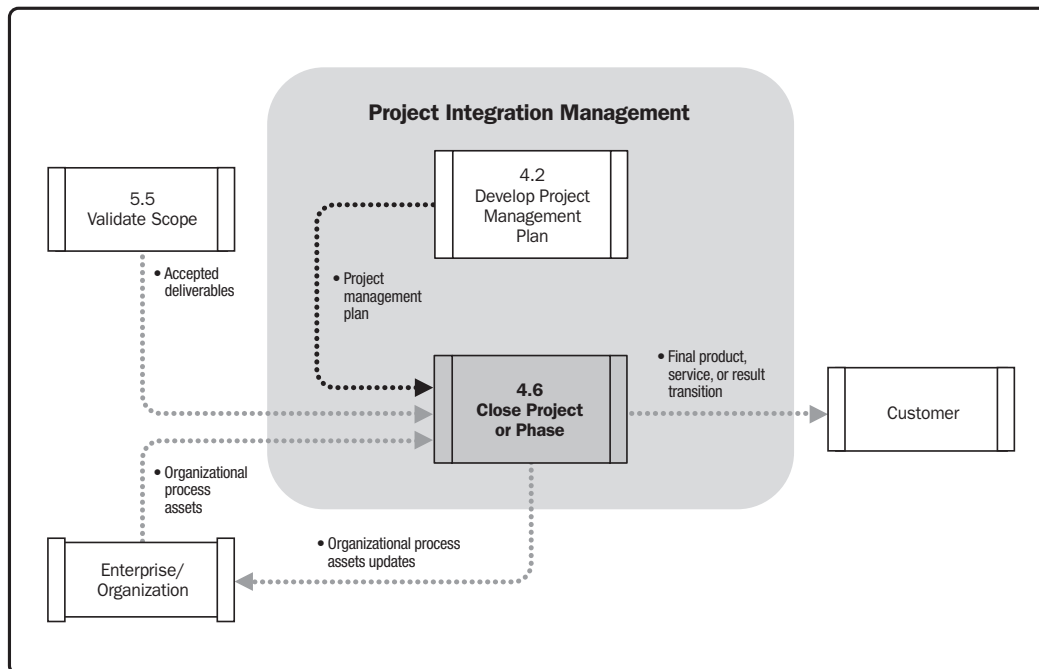 Project Integration Management
4.2
Develop Project
Management
Plan
5.5
Validate Scope
• Accepted
deliverables
• Project
management
plan
4.6
Close Project
or Phase
• Final product,
service, or result
transition
Customer
• Organizational
process
assets
• Organizational process
assets updates
Enterprise/
Organization